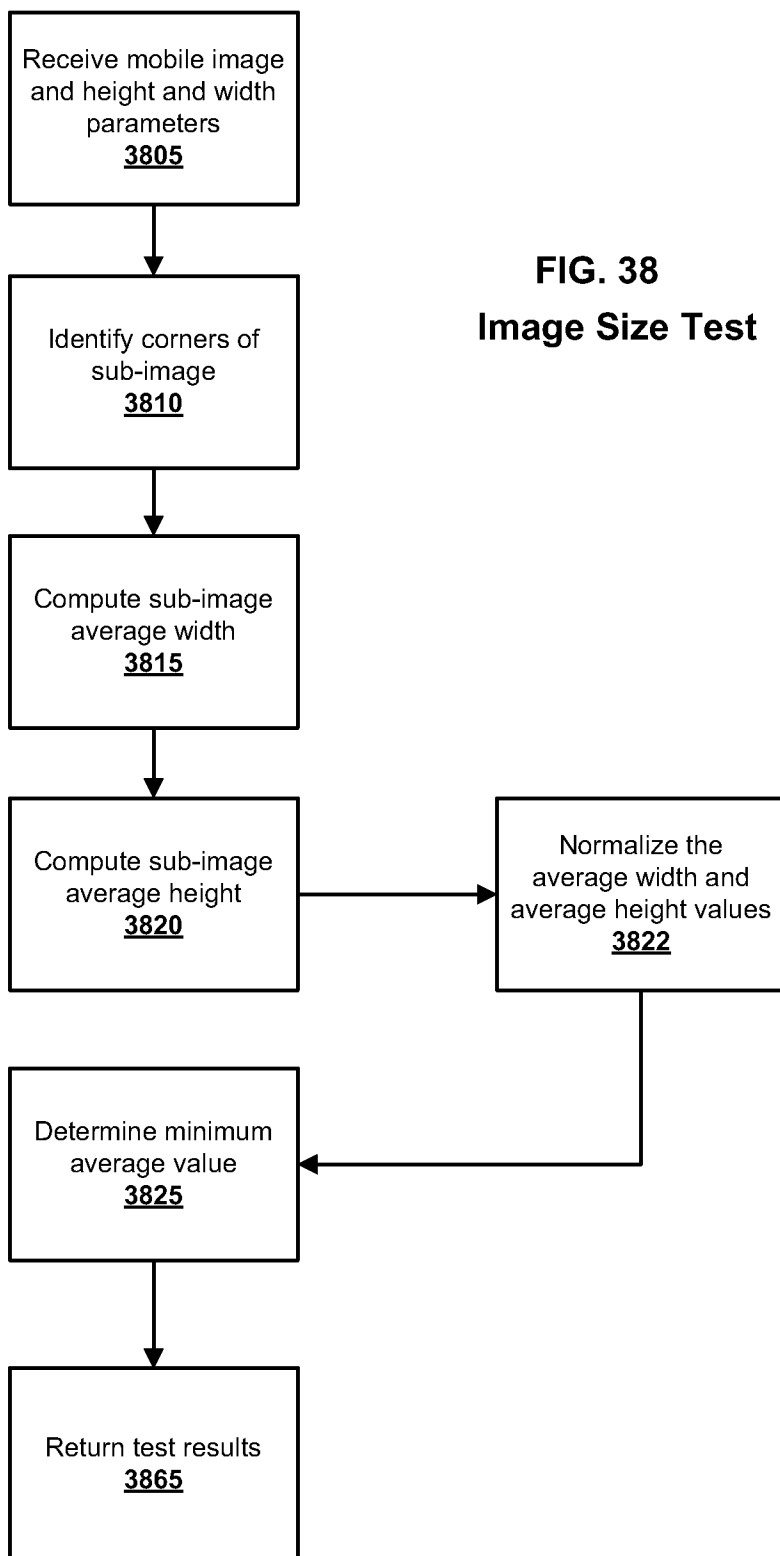 Receive mobile image
and height and width
parameters
3805
FIG. 38
Image Size Test
Identify corners of
sub-image
3810
Compute sub-image
average width
3815
Compute sub-image
average height
3820
Normalize the
average width and
average height values
3822
Determine minimum
average value
3825
Return test results
3865